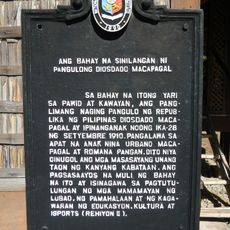 ANG BAHAY NA SINILANGAN NI
PANGULONG DIOSDADO MACAPAGAL
SA BAHAY NA ITONG YARI
SA PAWID AT KAWAYAN, ANG PAN-
LIMANG NAGING PANGULO NG REPUB-
LIKA NG PILIPINAS DIOSDADO MACA-
PAGAL AY IPINANGANAK NOONG IKA-28
NG SETYEMBRE 1910. PANGALAWA SA
APAT NA ANAK NINA URBANO MACA-
PAGAL AT ROMANA PANGAN. DITO NIYA
GINUGOL ANG MGA MASASAYANG UNANG
TAON NG KANYANG KABATAAN. ANG
PAGSASAAYOS NA MULI NG BAHAY
NA ITO AY ISINAGAWA SA PAGTUTU-
LUNGAN NG MGA MAMAMAYAN NG
LUBAO, NG PAMAHALAAN AT NG KAGA-
WARAN NG EDUKASYON, KULTURA AT
ISPORTS (REHIYON III).